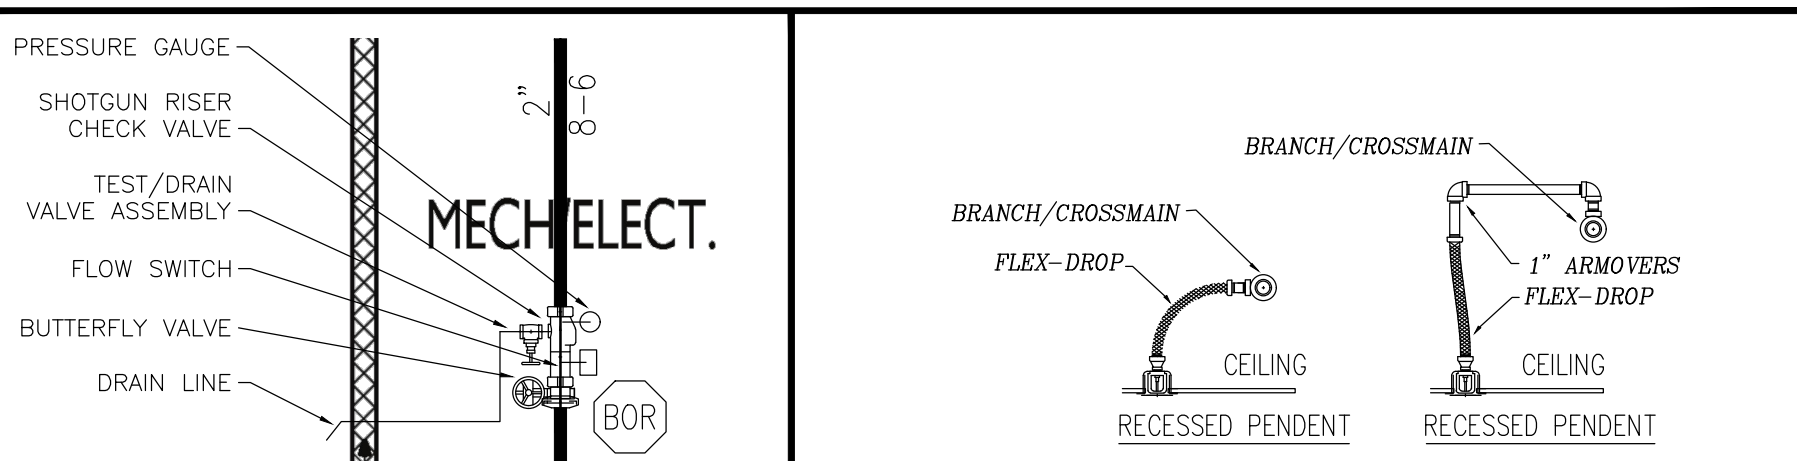 PRESSURE GAUGE
SHOTGUN RISER
CHECK VALVE
TEST/DRAIN
VALVE ASSEMBLY
FLOW SWITCH
BUTTERFLY VALVE
DRAIN LINE
2"
8-6
MECH/ELECT.
BOR
BRANCH/CROSSMAIN
FLEX-DROP
CEILING
RECESSED PENDENT
BRANCH/CROSSMAIN
1" ARMOVERS
FLEX-DROP
CEILING
RECESSED PENDENT